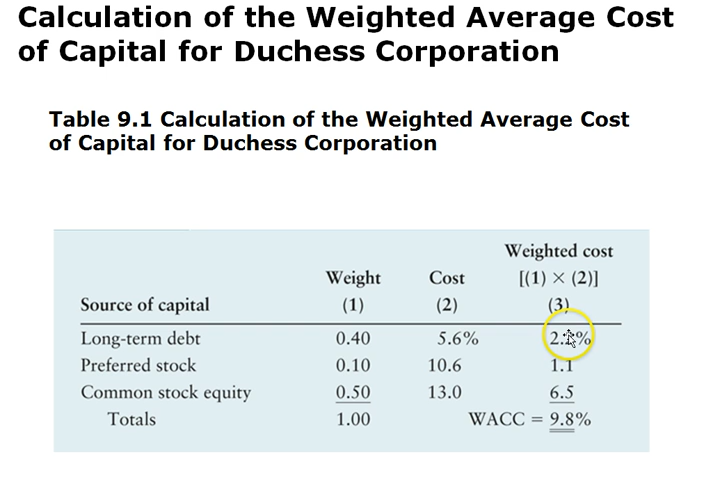 Calculation of the Weighted Average Cost
of Capital for Duchess Corporation
Table 9.1 Calculation of the Weighted Average Cost
of Capital for Duchess Corporation
Weighted cost
Weight Cost [(1) × (2)]
Source of capital (1) (2) (3)
Long-term debt 0.40 5.6%
Preferred stock 0.10 10.6 1.1
Common stock equity 0.50 13.0 6.5
Totals 1.00 WACC = 9.8%